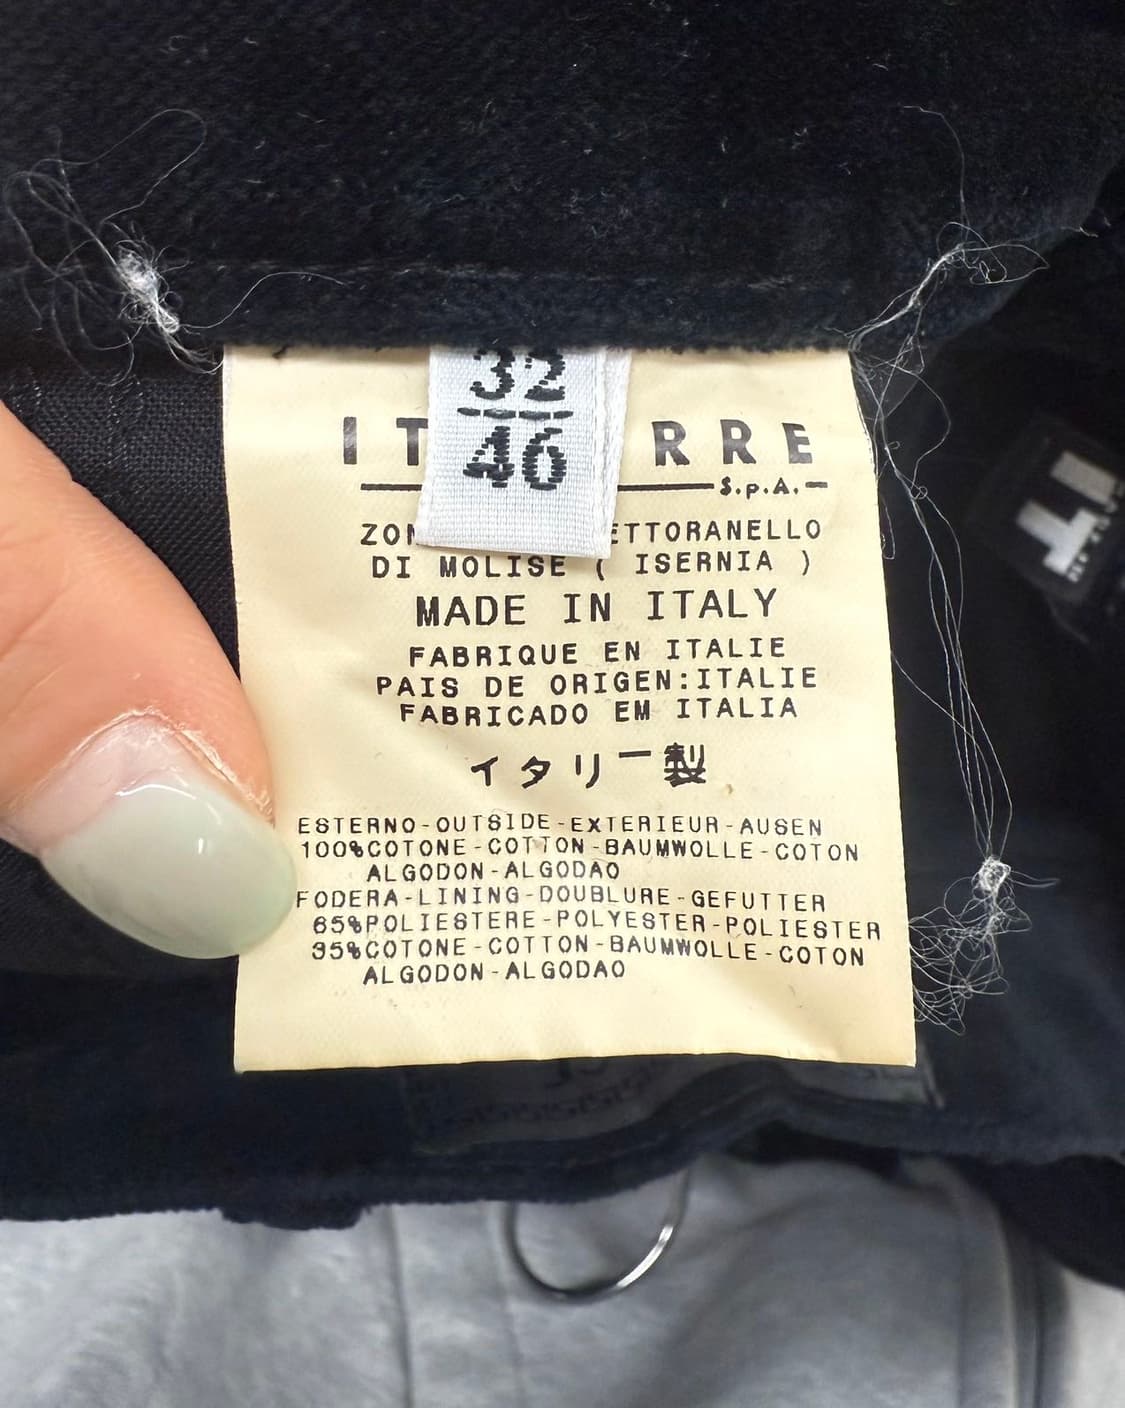 32
46
IT RRE
S.p.A.
ETTORANELLO
DI MOLISE ( ISERNIA )
MADE IN ITALY
FABRIQUE EN ITALIE
PAIS DE ORIGEN:ITALIE
FABRICADO EM ITALIA
イタリー製
ESTERNO-OUTSIDE-EXTERIEUR-AUSEN
100%COTONE-COTTON-BAUMWOLLE-COTON
ALGODON-ALGODAO
FODERA-LINING-DOUBLURE-GEFUTTER
65%POLIESTERE-POLYESTER-POLIESTER
35%COTONE-COTTON-BAUMWOLLE-COTON
ALGODON-ALGODAO